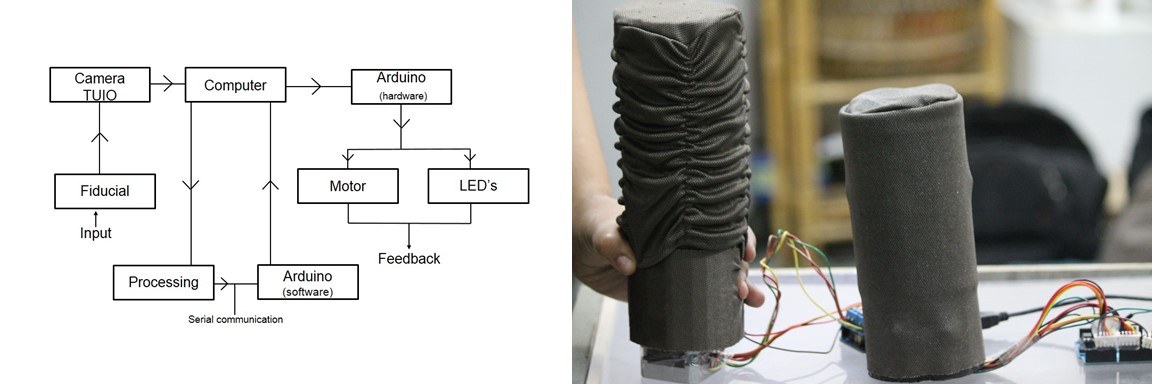 Camera
TUIO
Computer
Arduino
(hardware)
Fiducial
Motor
LED's
Input
Feedback
Processing
Arduino
(software)
Serial communication